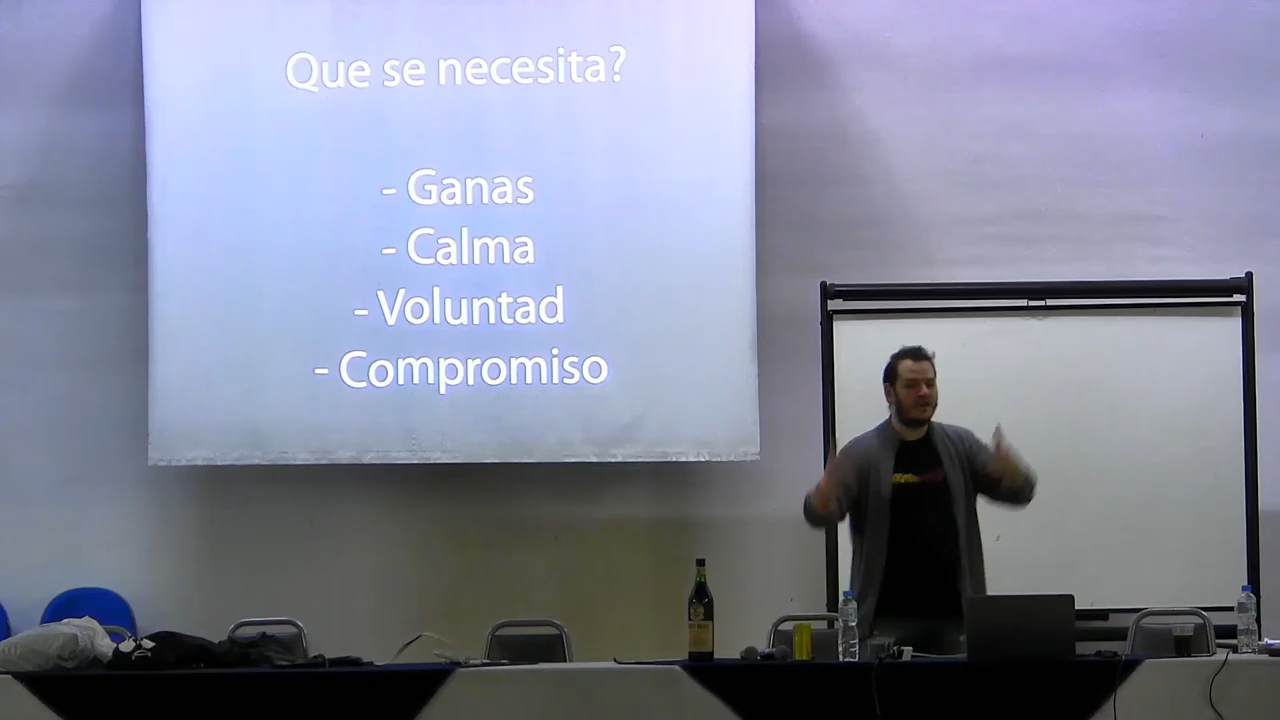 Que se necesita?
- Ganas
- Calma
- Voluntad
- Compromiso